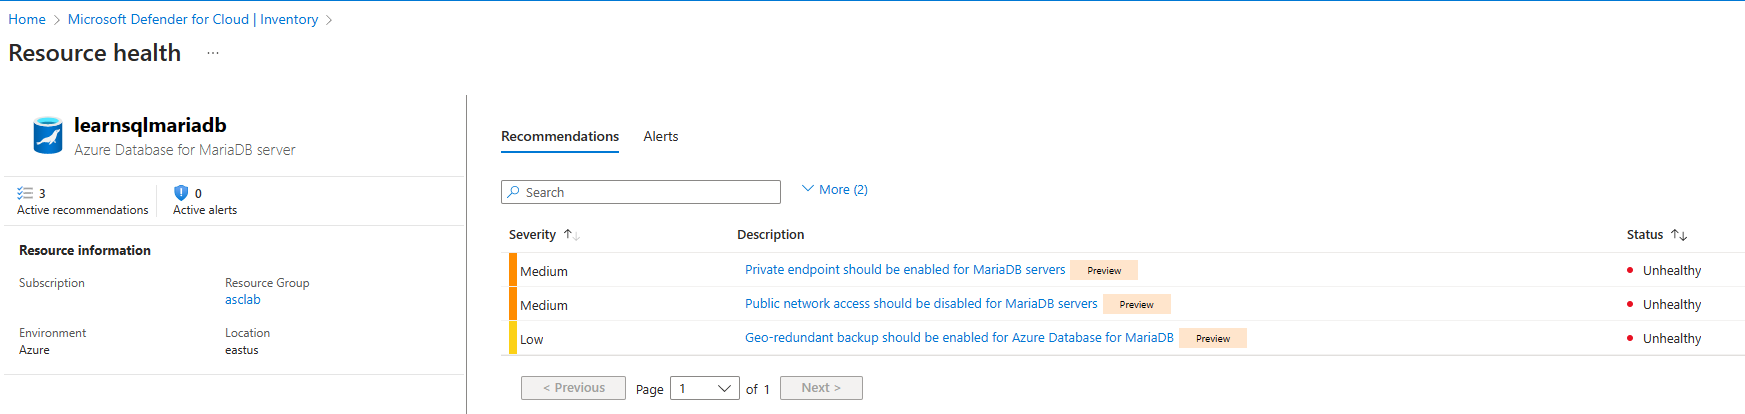 Home > Microsoft Defender for Cloud | Inventory >
Resource health ...
learnsqlmariadb
Azure Database for MariaDB server
3
Active recommendations
0
Active alerts
Resource information
Subscription
Resource Group
asclab
Environment
Azure
Location
eastus
Recommendations Alerts
Search
More (2)
Severity ↑↓ Description Status ↑↓
Medium Private endpoint should be enabled for MariaDB servers Preview Unhealthy
Medium Public network access should be disabled for MariaDB servers Preview Unhealthy
Low Geo-redundant backup should be enabled for Azure Database for MariaDB Preview Unhealthy
< Previous Page 1 of 1 Next >